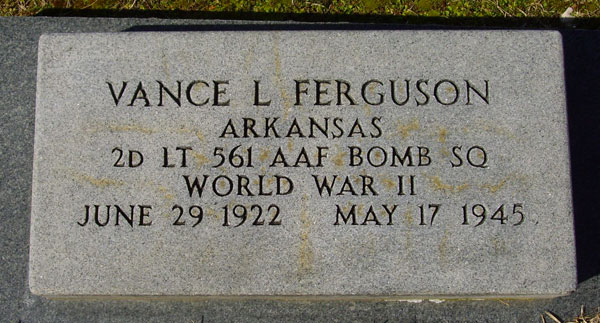 VANCE L FERGUSON
ARKANSAS
2D LT 561 AAF BOMB SQ
WORLD WAR II
JUNE 29 1922 MAY 17 1945